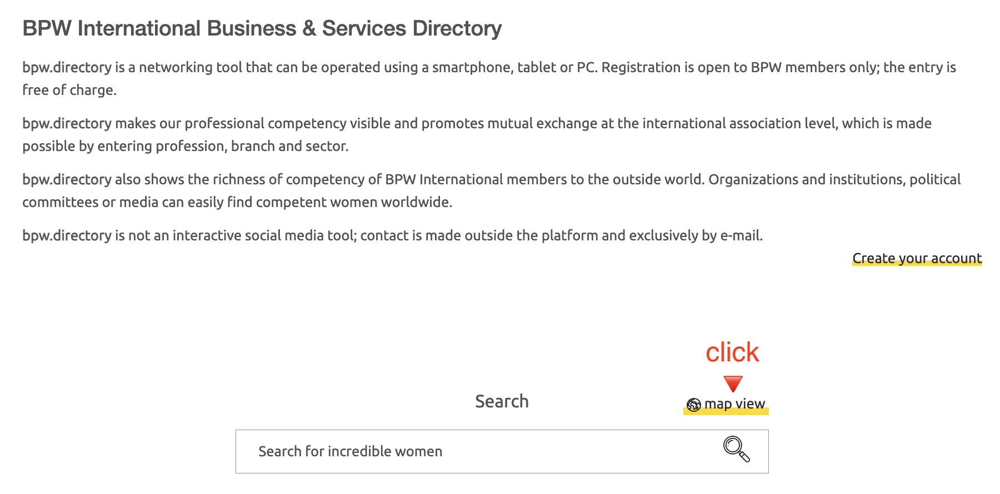 BPW International Business & Services Directory
bpw.directory is a networking tool that can be operated using a smartphone, tablet or PC. Registration is open to BPW members only; the entry is
free of charge.
bpw.directory makes our professional competency visible and promotes mutual exchange at the international association level, which is made
possible by entering profession, branch and sector.
bpw.directory also shows the richness of competency of BPW International members to the outside world. Organizations and institutions, political
committees or media can easily find competent women worldwide.
bpw.directory is not an interactive social media tool; contact is made outside the platform and exclusively by e-mail.
Create your account
click
Search
map view
Search for incredible women